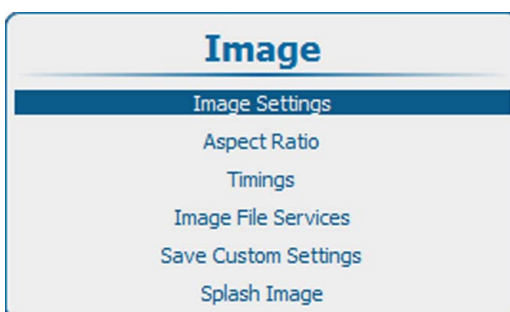 Image
Image Settings
Aspect Ratio
Timings
Image File Services
Save Custom Settings
Splash Image